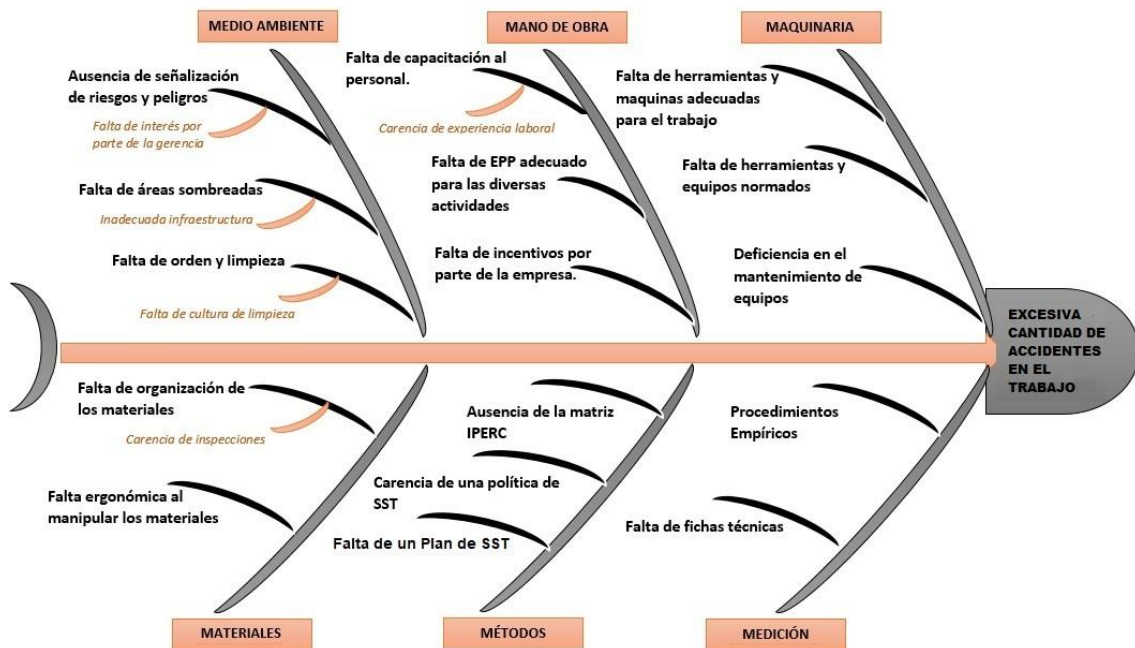 MEDIO AMBIENTE
MANO DE OBRA
MAQUINARIA
Ausencia de señalización
de riesgos y peligros
Falta de interés por
parte de la gerencia
Falta de áreas sombreadas
Inadecuada infraestructura
Falta de orden y limpieza
Falta de cultura de limpieza
Falta de capacitación al
personal.
Carencia de experiencia laboral
Falta de EPP adecuado
para las diversas
actividades
Falta de incentivos por
parte de la empresa.
Falta de herramientas y
maquinas adecuadas
para el trabajo
Falta de herramientas y
equipos normados
Deficiencia en el
mantenimiento de
equipos
EXCESIVA
CANTIDAD DE
ACCIDENTES
EN EL
TRABAJO
Falta de organización de
los materiales
Carencia de inspecciones
Falta ergonómica al
manipular los materiales
Ausencia de la matriz
IPERC
Carencia de una política de
SST
Falta de un Plan de SST
Procedimientos
Empíricos
Falta de fichas técnicas
MATERIALES
MÉTODOS
MEDICIÓN